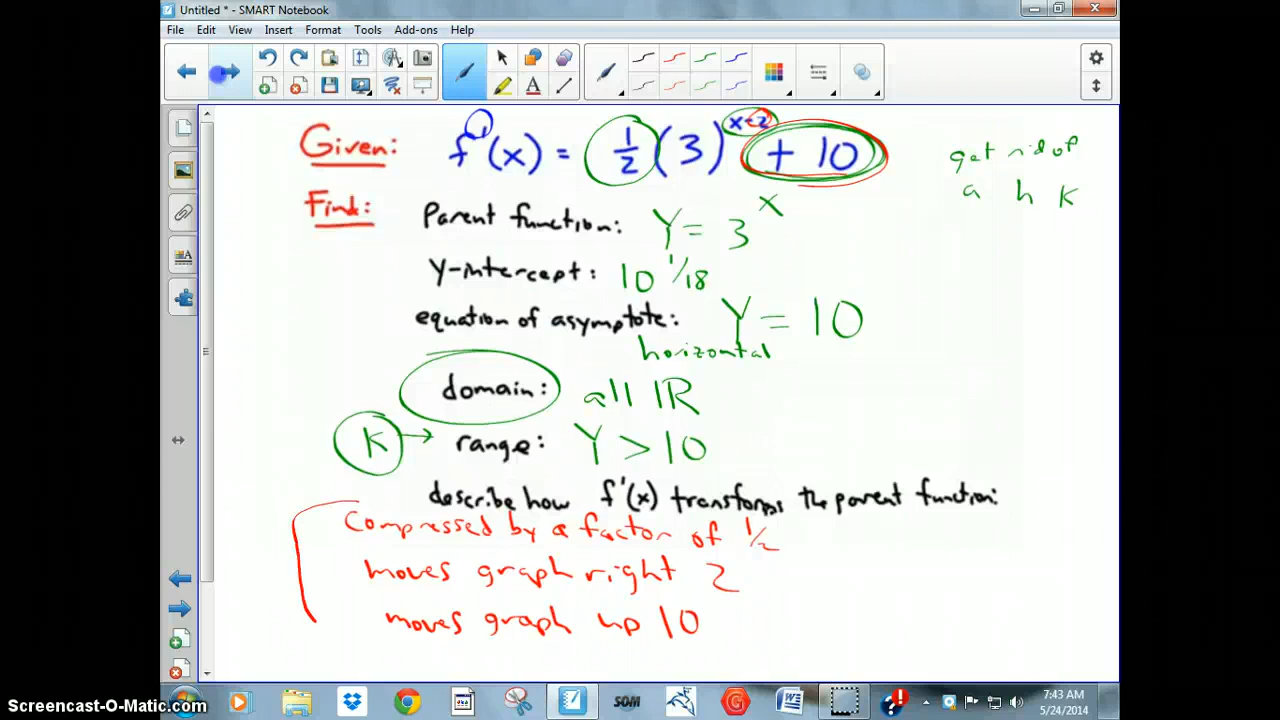 Untitled * - SMART Notebook
File Edit View Insert Format Tools Add-ons Help
Given: f'(x) = 1/2 (3)^(x-2) + 10
get rid of
a h k
Find: Parent function: Y = 3^x
Y-intercept: 10 1/18
equation of asymptote: Y = 10
horizontal
domain: all IR
K → range: Y > 10
describe how f'(x) transforms the parent function:
Compressed by a factor of 1/2
moves graph right 2
moves graph up 10
SOM
7:43 AM
5/24/2014
Screencast-O-Matic.com